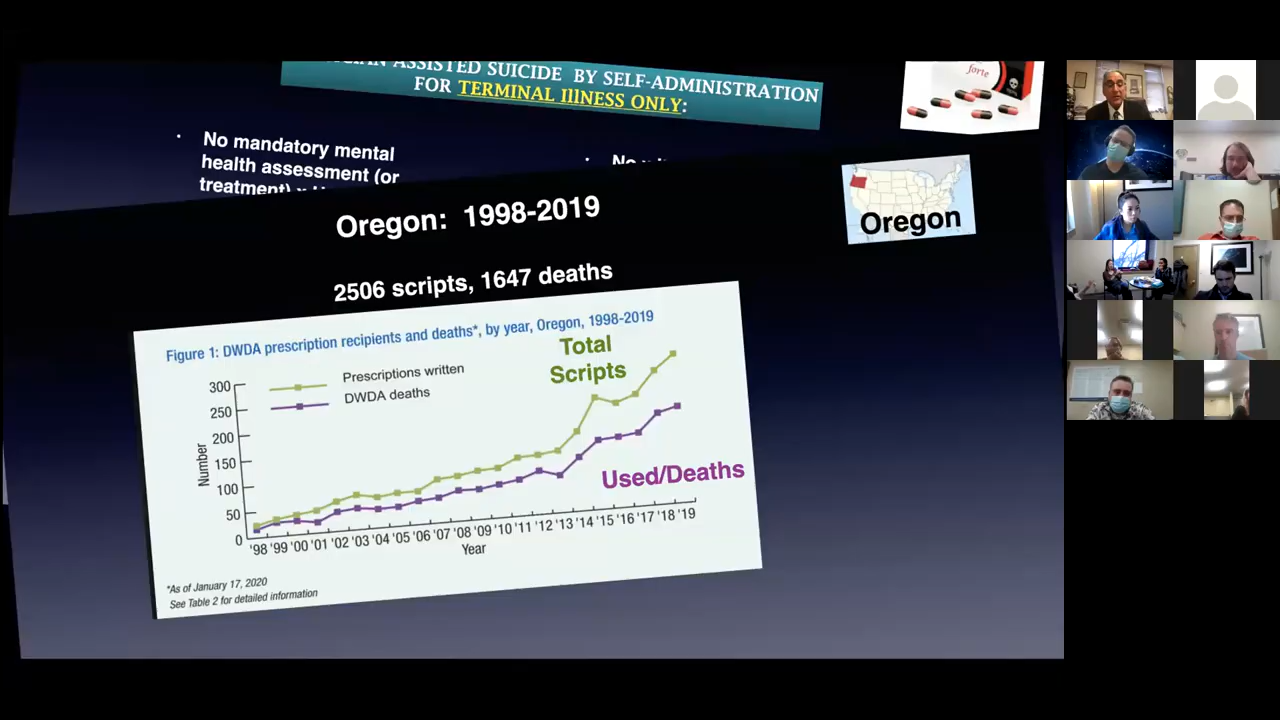 ASSISTED SUICIDE BY SELF-ADMINISTRATION
FOR TERMINAL IllNESS ONLY:
forte
· No mandatory mental
health assessment (or
treatment)
· No
Oregon: 1998-2019
Oregon
2506 scripts, 1647 deaths
Figure 1: DWDA prescription recipients and deaths*, by year, Oregon, 1998-2019
Total
Scripts
Prescriptions written
DWDA deaths
300
250
200
150
100
50
0
Number
Used/Deaths
'98 '99 '00 '01 '02 '03 '04 '05 '06 '07 '08 '09 '10 '11 '12 '13 '14 '15 '16 '17 '18 '19
Year
*As of January 17, 2020
See Table 2 for detailed information